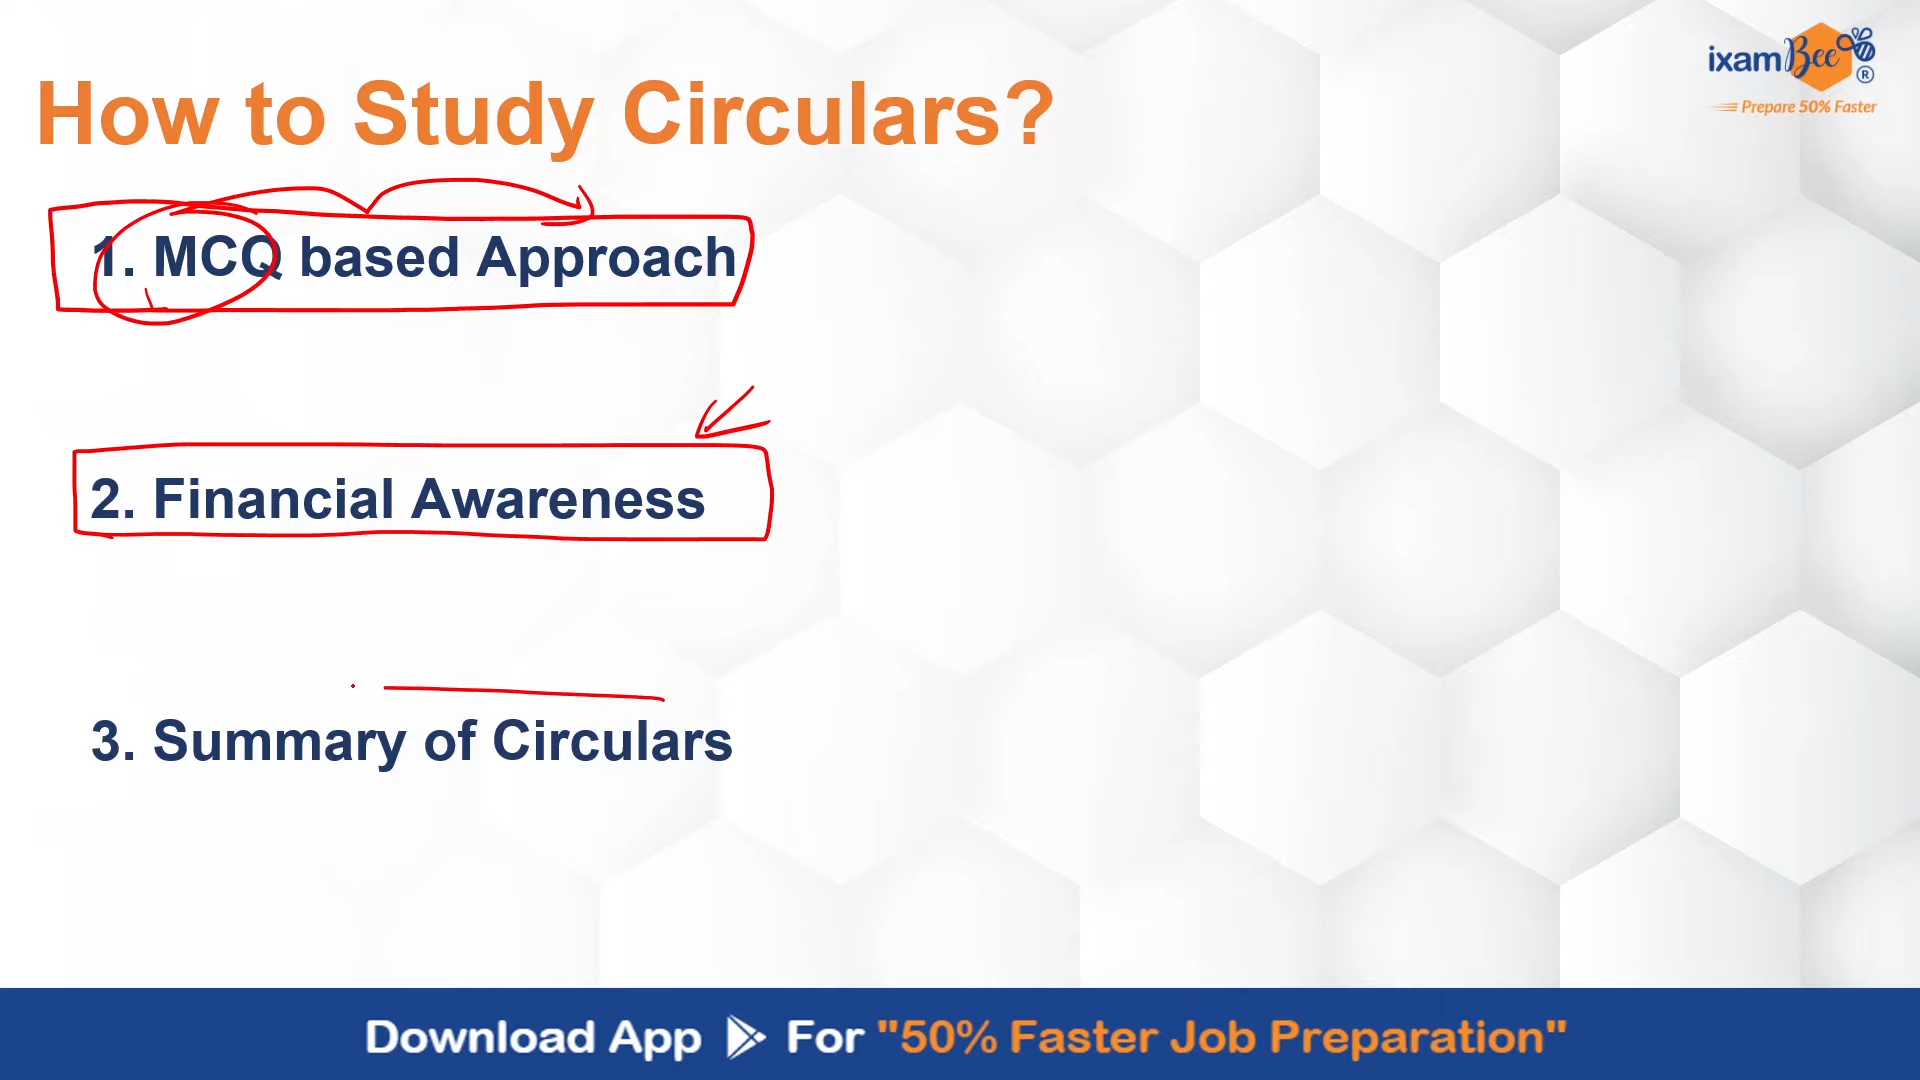 ixamBee®
Prepare 50% Faster
How to Study Circulars?
1. MCQ based Approach
2. Financial Awareness
3. Summary of Circulars
Download App For "50% Faster Job Preparation"